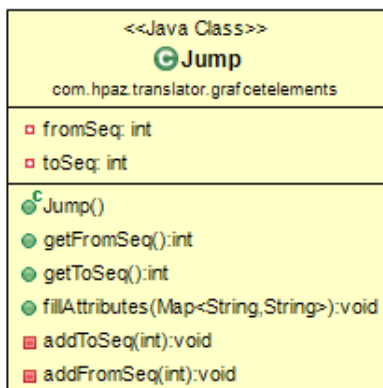 <<Java Class>>
C Jump
com.hpaz.translator.grafcetelements
fromSeq: int
toSeq: int
C Jump()
getFromSeq():int
getToSeq():int
fillAttributes(Map<String,String>):void
addToSeq(int):void
addFromSeq(int):void